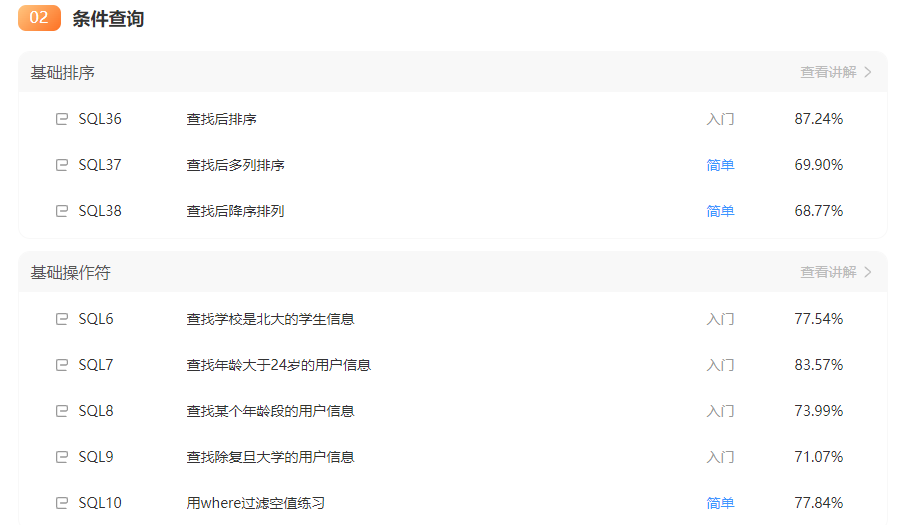 02 条件查询
基础排序 查看讲解
SQL36 查找后排序 入门 87.24%
SQL37 查找后多列排序 简单 69.90%
SQL38 查找后降序排列 简单 68.77%
基础操作符 查看讲解
SQL6 查找学校是北大的学生信息 入门 77.54%
SQL7 查找年龄大于24岁的用户信息 入门 83.57%
SQL8 查找某个年龄段的用户信息 入门 73.99%
SQL9 查找除复旦大学的用户信息 入门 71.07%
SQL10 用where过滤空值练习 简单 77.84%